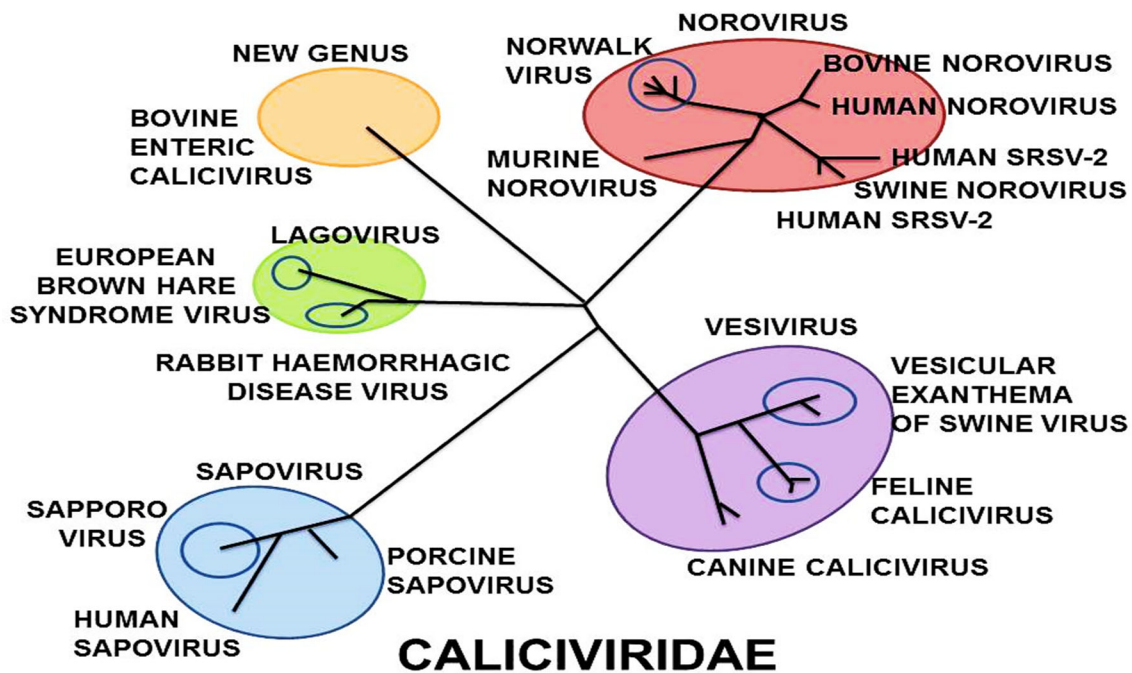 NEW GENUS
BOVINE
ENTERIC
CALICIVIRUS
NOROVIRUS
NORWALK
VIRUS
BOVINE NOROVIRUS
HUMAN NOROVIRUS
MURINE
NOROVIRUS
HUMAN SRSV-2
SWINE NOROVIRUS
HUMAN SRSV-2
LAGOVIRUS
EUROPEAN
BROWN HARE
SYNDROME VIRUS
RABBIT HAEMORRHAGIC
DISEASE VIRUS
VESIVIRUS
VESICULAR
EXANTHEMA
OF SWINE VIRUS
FELINE
CALICIVIRUS
CANINE CALICIVIRUS
SAPOVIRUS
SAPPORO
VIRUS
PORCINE
SAPOVIRUS
HUMAN
SAPOVIRUS
CALICIVIRIDAE